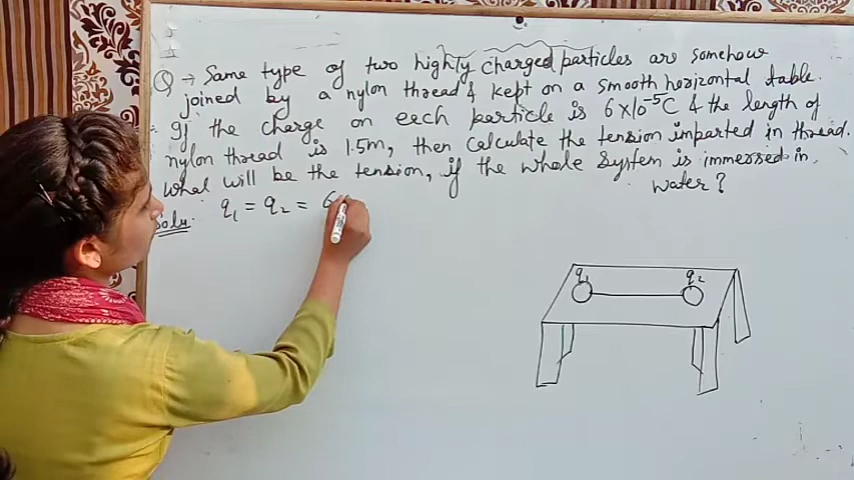 Q → Same type of two highly charged particles are somehow
joined by a nylon thread & kept on a smooth horizontal table.
If the charge on each particle is 6×10⁻⁵C & the length of
nylon thread is 1.5m, then calculate the tension imparted in thread.
what will be the tension, if the whole system is immersed in
water?
Solu. q₁ = q₂ = 6
q₁ q₂